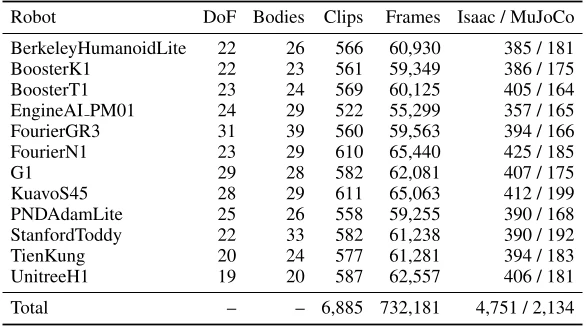 Robot DoF Bodies Clips Frames Isaac / MuJoCo
BerkeleyHumanoidLite 22 26 566 60,930 385 / 181
BoosterK1 22 23 561 59,349 386 / 175
BoosterT1 23 24 569 60,125 405 / 164
EngineAI_PM01 24 29 522 55,299 357 / 165
FourierGR3 31 39 560 59,563 394 / 166
FourierN1 23 29 610 65,440 425 / 185
G1 29 28 582 62,081 407 / 175
KuavoS45 28 29 611 65,063 412 / 199
PNDAdamLite 25 26 558 59,255 390 / 168
StanfordToddy 22 33 582 61,238 390 / 192
TienKung 20 24 577 61,281 394 / 183
UnitreeH1 19 20 587 62,557 406 / 181
Total – – 6,885 732,181 4,751 / 2,134